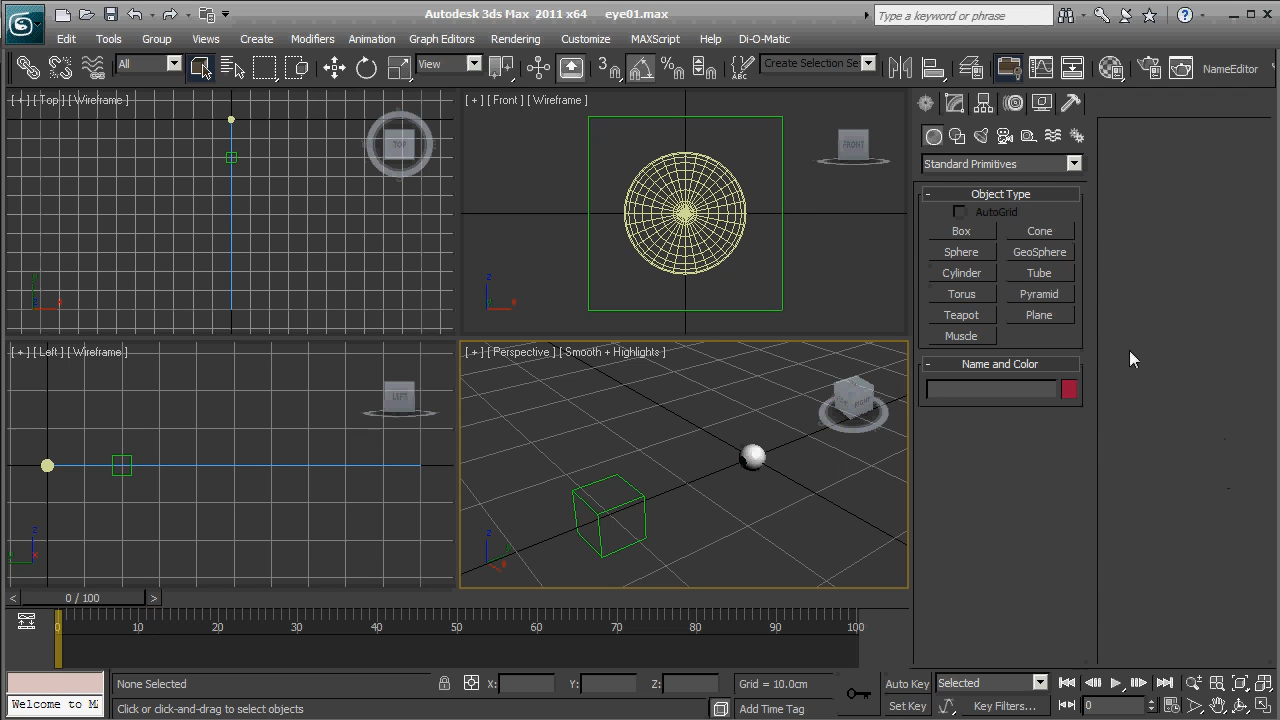 Autodesk 3ds Max 2011 x64 eye01.max
Type a keyword or phrase
Edit Tools Group Views Create Modifiers Animation Graph Editors Rendering Customize MAXScript Help Di-O-Matic
All View 3 ABC Create Selection Se NameEditor
[ + ] [ Top ] [ Wireframe ]
TOP
[ + ] [ Front ] [ Wireframe ]
FRONT
Standard Primitives
- Object Type
AutoGrid
Box Cone
Sphere GeoSphere
Cylinder Tube
Torus Pyramid
Teapot Plane
Muscle
- Name and Color
[ + ] [ Left ] [ Wireframe ]
LEFT
[ + ] [ Perspective ] [ Smooth + Highlights ]
< 0 / 100 >
0 10 20 30 40 50 60 70 80 90 100
None Selected X: Y: Z: Grid = 10.0cm Auto Key Selected
Welcome to M Click or click-and-drag to select objects Add Time Tag Set Key Key Filters... 0